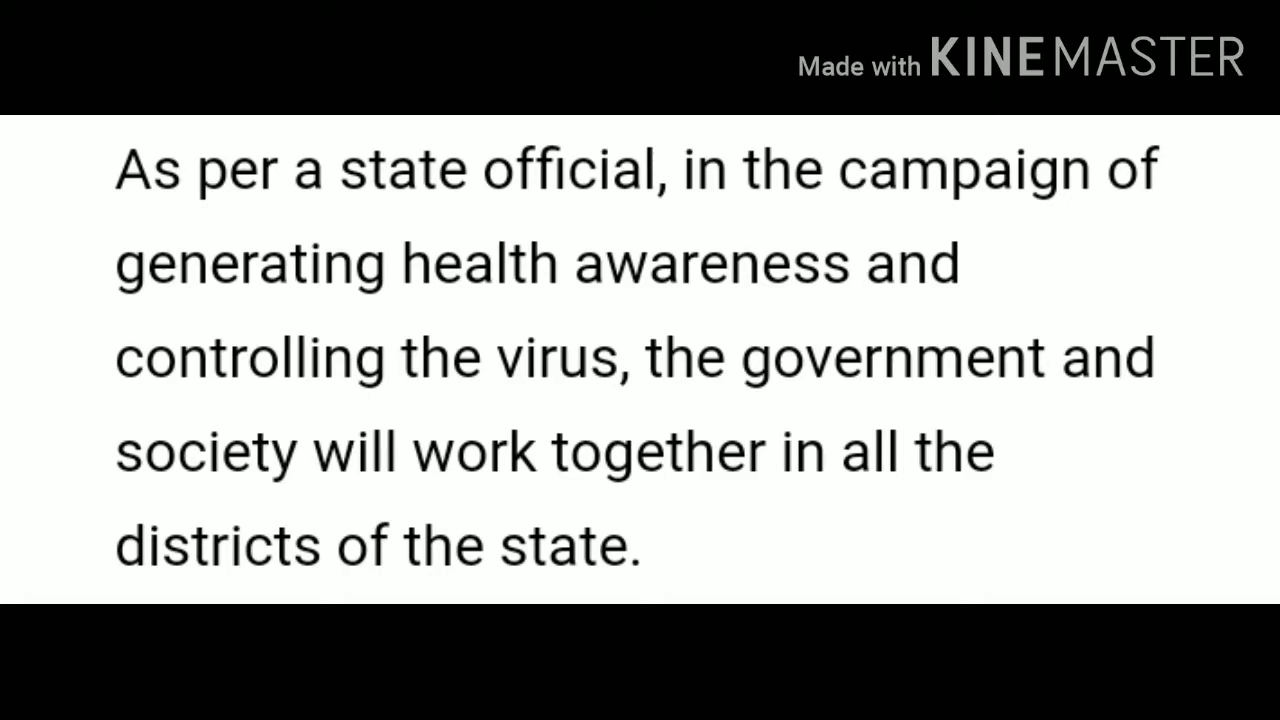 Made with KINEMASTER
As per a state official, in the campaign of
generating health awareness and
controlling the virus, the government and
society will work together in all the
districts of the state.